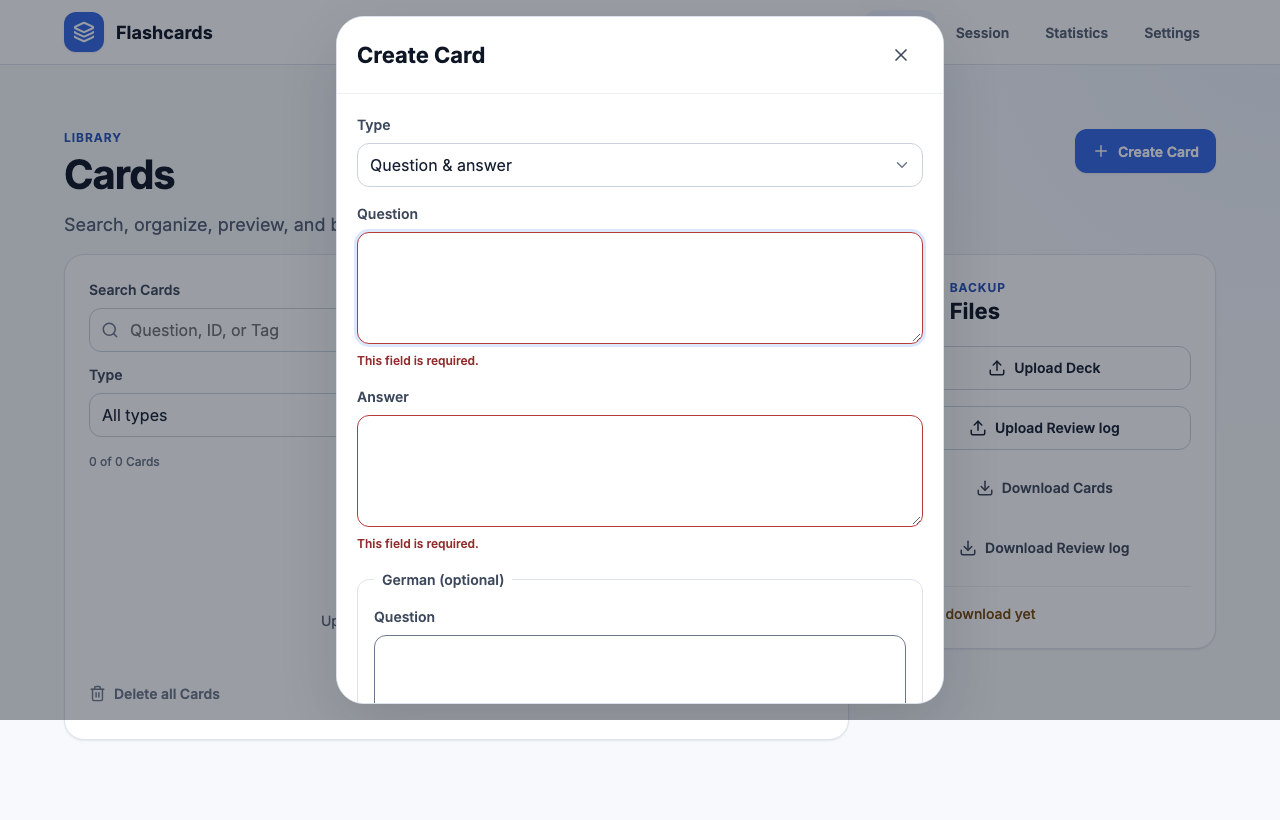 Flashcards
Session
Statistics
Settings
LIBRARY
Cards
Search, organize, preview, and
Create Card
Search Cards
Question, ID, or Tag
Type
All types
0 of 0 Cards
Delete all Cards
Create Card
Type
Question & answer
Question
This field is required.
Answer
This field is required.
German (optional)
Question
BACKUP
Files
Upload Deck
Upload Review log
Download Cards
Download Review log
download yet